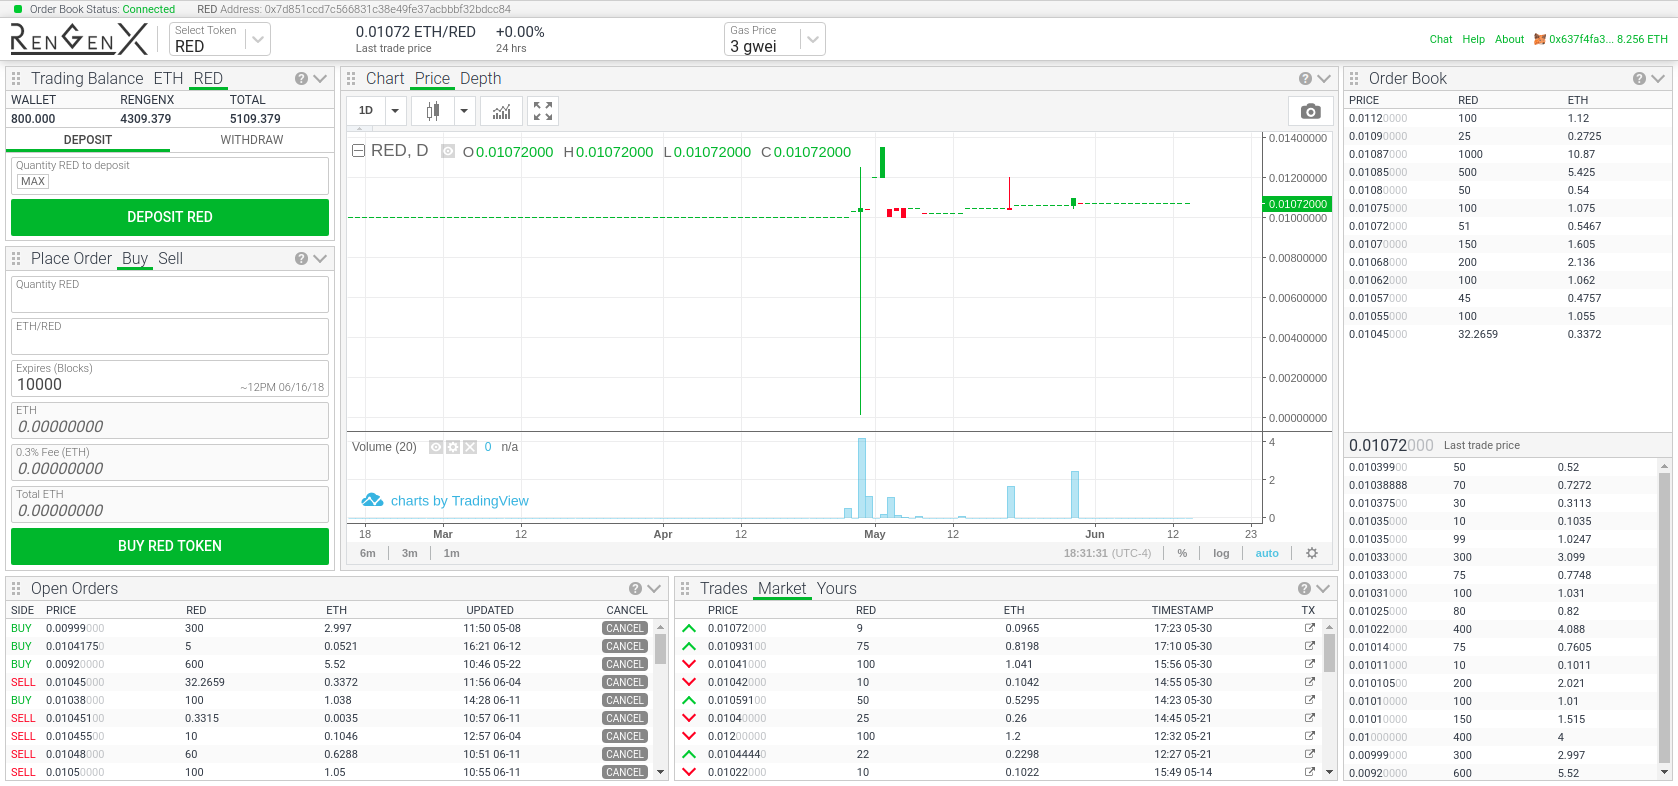 Order Book Status: Connected RED Address: 0x7d851ccd7c566831c38e49fe37acbbbf32bdcc84
RENGENX
Select Token
RED
0.01072 ETH/RED +0.00%
Last trade price 24 hrs
Gas Price
3 gwei
Chat Help About 0x637f4fa3... 8.256 ETH
Trading Balance ETH RED
WALLET RENGENX TOTAL
800.000 4309.379 5109.379
DEPOSIT WITHDRAW
Quantity RED to deposit
MAX
DEPOSIT RED
Place Order Buy Sell
Quantity RED
ETH/RED
Expires (Blocks)
10000 ~12PM 06/16/18
ETH
0.00000000
0.3% Fee (ETH)
0.00000000
Total ETH
0.00000000
BUY RED TOKEN
Chart Price Depth
1D
RED, D O 0.01072000 H 0.01072000 L 0.01072000 C 0.01072000
0.01400000
0.01200000
0.01072000
0.01000000
0.00800000
0.00600000
0.00400000
0.00200000
0.00000000
Volume (20) 0 n/a
4
2
0
charts by TradingView
18 Mar 12 Apr 12 May 12 Jun 12 23
6m 3m 1m 18:31:31 (UTC-4) % log auto
Order Book
PRICE RED ETH
0.01120000 100 1.12
0.01090000 25 0.2725
0.01087000 1000 10.87
0.01085000 500 5.425
0.01080000 50 0.54
0.01075000 100 1.075
0.01072000 51 0.5467
0.01070000 150 1.605
0.01068000 200 2.136
0.01062000 100 1.062
0.01057000 45 0.4757
0.01055000 100 1.055
0.01045000 32.2659 0.3372
0.01072000 Last trade price
0.01039900 50 0.52
0.01038888 70 0.7272
0.01037500 30 0.3113
0.01035000 10 0.1035
0.01035000 99 1.0247
0.01033000 300 3.099
0.01033000 75 0.7748
0.01031000 100 1.031
0.01025000 80 0.82
0.01022000 400 4.088
0.01014000 75 0.7605
0.01011000 10 0.1011
0.01010500 200 2.021
0.01010000 100 1.01
0.01010000 150 1.515
0.01000000 400 4
0.00999000 300 2.997
0.00920000 600 5.52
Open Orders
SIDE PRICE RED ETH UPDATED CANCEL
BUY 0.00999000 300 2.997 11:50 05-08 CANCEL
BUY 0.01041750 5 0.0521 16:21 06-12 CANCEL
BUY 0.00920000 600 5.52 10:46 05-22 CANCEL
SELL 0.01045000 32.2659 0.3372 11:56 06-04 CANCEL
BUY 0.01038000 100 1.038 14:28 06-11 CANCEL
SELL 0.01045100 0.3315 0.0035 10:57 06-11 CANCEL
SELL 0.01045500 10 0.1046 12:57 06-04 CANCEL
SELL 0.01048000 60 0.6288 10:51 06-11 CANCEL
SELL 0.01050000 100 1.05 10:55 06-11 CANCEL
Trades Market Yours
PRICE RED ETH TIMESTAMP TX
0.01072000 9 0.0965 17:23 05-30
0.01093100 75 0.8198 17:10 05-30
0.01041000 100 1.041 15:56 05-30
0.01042000 10 0.1042 14:55 05-30
0.01059100 50 0.5295 14:23 05-30
0.01040000 25 0.26 14:45 05-21
0.01200000 100 1.2 12:32 05-21
0.01044440 22 0.2298 12:27 05-21
0.01022000 10 0.1022 15:49 05-14